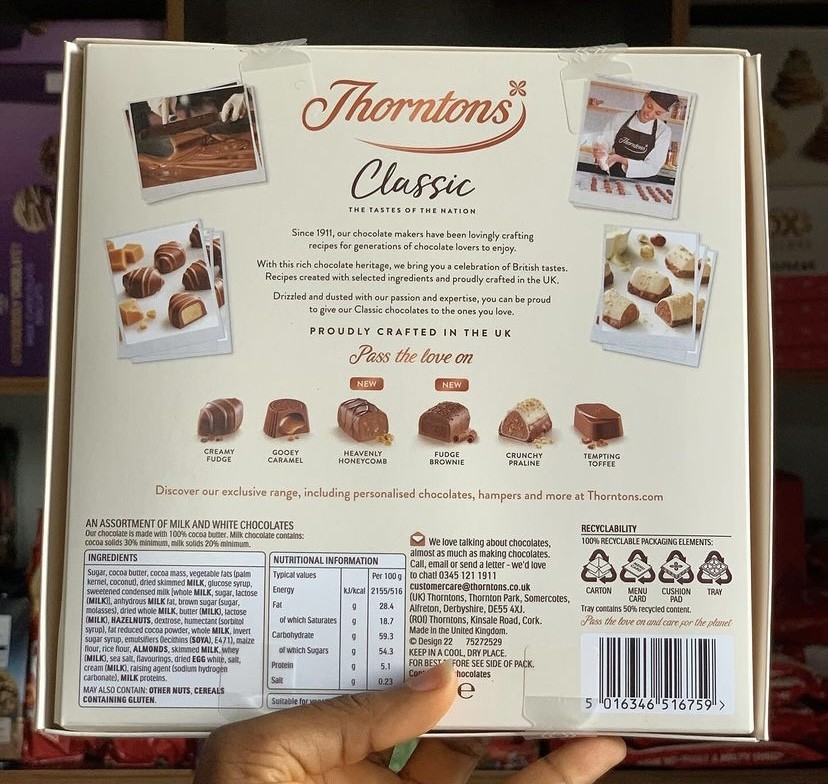 Thorntons
Classic
THE TASTES OF THE NATION
Since 1911, our chocolate makers have been lovingly crafting
recipes for generations of chocolate lovers to enjoy.
With this rich chocolate heritage, we bring you a celebration of British tastes.
Recipes created with selected ingredients and proudly crafted in the UK.
Drizzled and dusted with our passion and expertise, you can be proud
to give our Classic chocolates to the ones you love.
PROUDLY CRAFTED IN THE UK
Pass the love on
NEW
NEW
CREAMY
FUDGE
GOOEY
CARAMEL
HEAVENLY
HONEYCOMB
FUDGE
BROWNIE
CRUNCHY
PRALINE
TEMPTING
TOFFEE
Discover our exclusive range, including personalised chocolates, hampers and more at Thorntons.com
AN ASSORTMENT OF MILK AND WHITE CHOCOLATES
Our chocolate is made with 100% cocoa butter. Milk chocolate contains:
cocoa solids 30% minimum, milk solids 20% minimum.
INGREDIENTS
Sugar, cocoa butter, cocoa mass, vegetable fats (palm
kernel, coconut), dried skimmed MILK, glucose syrup,
sweetened condensed milk [whole MILK, sugar, lactose
(MILK)], anhydrous MILK fat, brown sugar (sugar,
molasses), dried whole MILK, butter (MILK), lactose
(MILK), HAZELNUTS, dextrose, humectant (sorbitol
syrup), fat reduced cocoa powder, whole MILK, invert
sugar syrup, emulsifiers (lecithins (SOYA), E471), maize
flour, rice flour, ALMONDS, skimmed MILK, whey
(MILK), sea salt, flavourings, dried EGG white, salt,
cream (MILK), raising agent (sodium hydrogen
carbonate), MILK proteins.
MAY ALSO CONTAIN: OTHER NUTS, CEREALS
CONTAINING GLUTEN.
NUTRITIONAL INFORMATION
Typical values Per 100 g
Energy kJ/kcal 2155/516
Fat g 28.4
of which Saturates g 18.7
Carbohydrate g 59.3
of which Sugars g 54.3
Protein g 5.1
Salt g 0.23
Suitable for
We love talking about chocolates,
almost as much as making chocolates.
Call, email or send a letter - we'd love
to chat! 0345 121 1911
customercare@thorntons.co.uk
(UK) Thorntons, Thornton Park, Somercotes,
Alfreton, Derbyshire, DE55 4XJ.
(ROI) Thorntons, Kinsale Road, Cork.
Made in the United Kingdom.
© Design 22 75272529
KEEP IN A COOL, DRY PLACE.
FOR BEST FORE SEE SIDE OF PACK.
hocolates
e
RECYCLABILITY
100% RECYCLABLE PACKAGING ELEMENTS:
CARTON
MENU
CARD
CUSHION
PAD
TRAY
Tray contains 50% recycled content.
Pass the love on and care for the planet
5 016346 516759 >